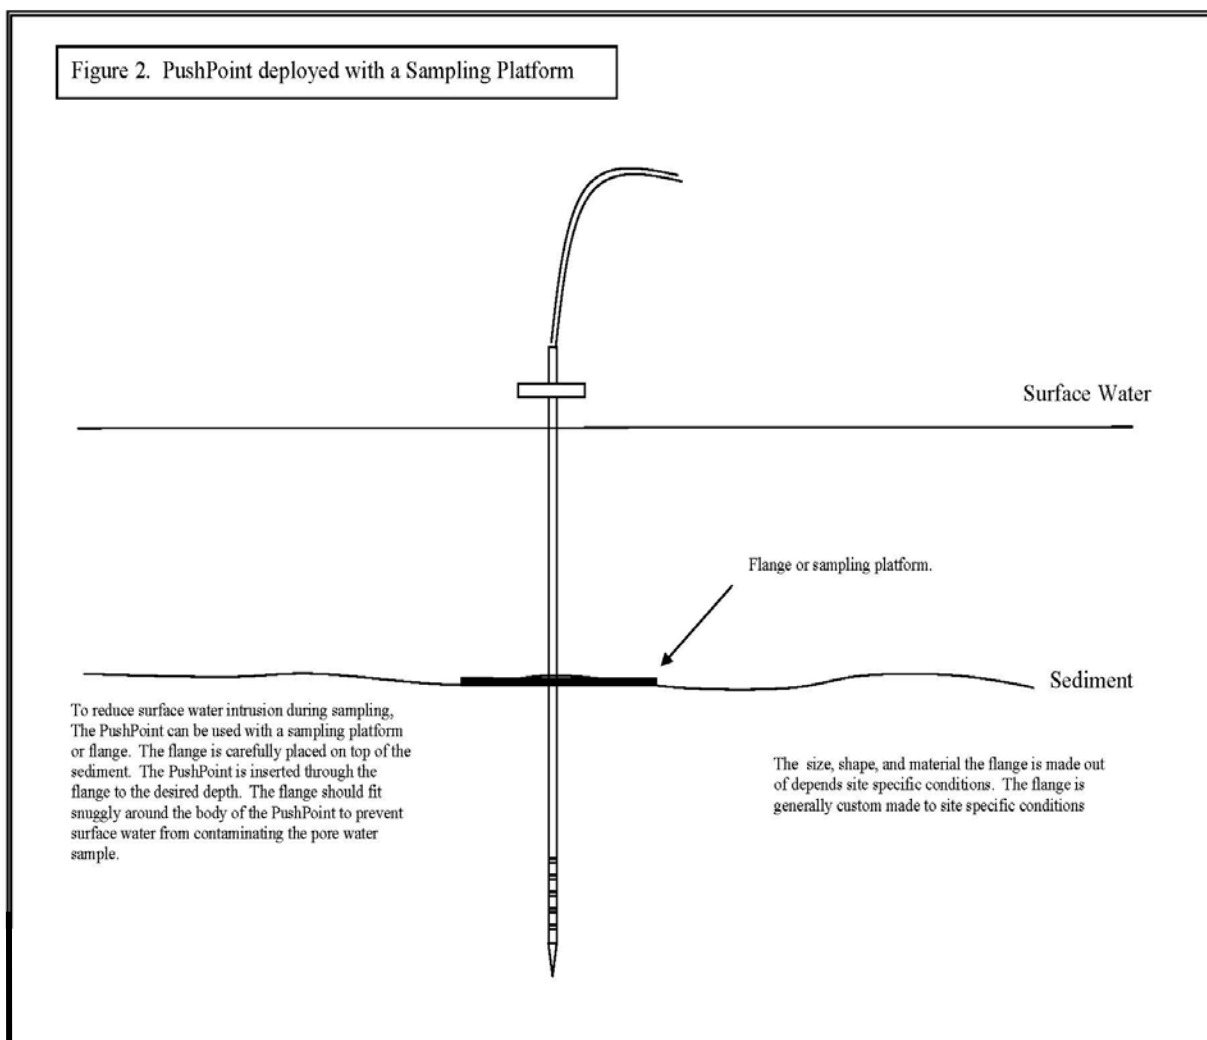 Figure 2.  PushPoint deployed with a Sampling Platform
Surface Water
Flange or sampling platform.
Sediment
To reduce surface water intrusion during sampling,
The PushPoint can be used with a sampling platform
or flange.  The flange is carefully placed on top of the
sediment.  The PushPoint is inserted through the
flange to the desired depth.  The flange should fit
snuggly around the body of the PushPoint to prevent
surface water from contaminating the pore water
sample.
The  size, shape, and material the flange is made out
of depends site specific conditions.  The flange is
generally custom made to site specific conditions